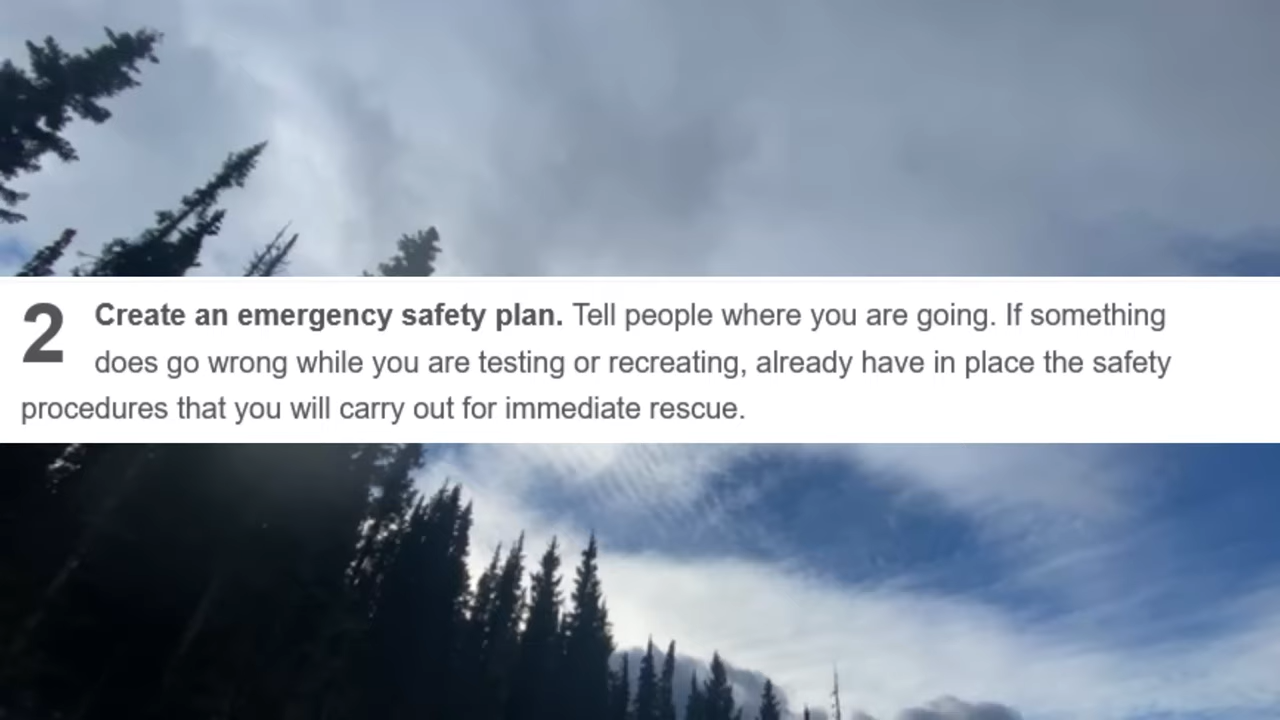 2 Create an emergency safety plan. Tell people where you are going. If something
does go wrong while you are testing or recreating, already have in place the safety
procedures that you will carry out for immediate rescue.